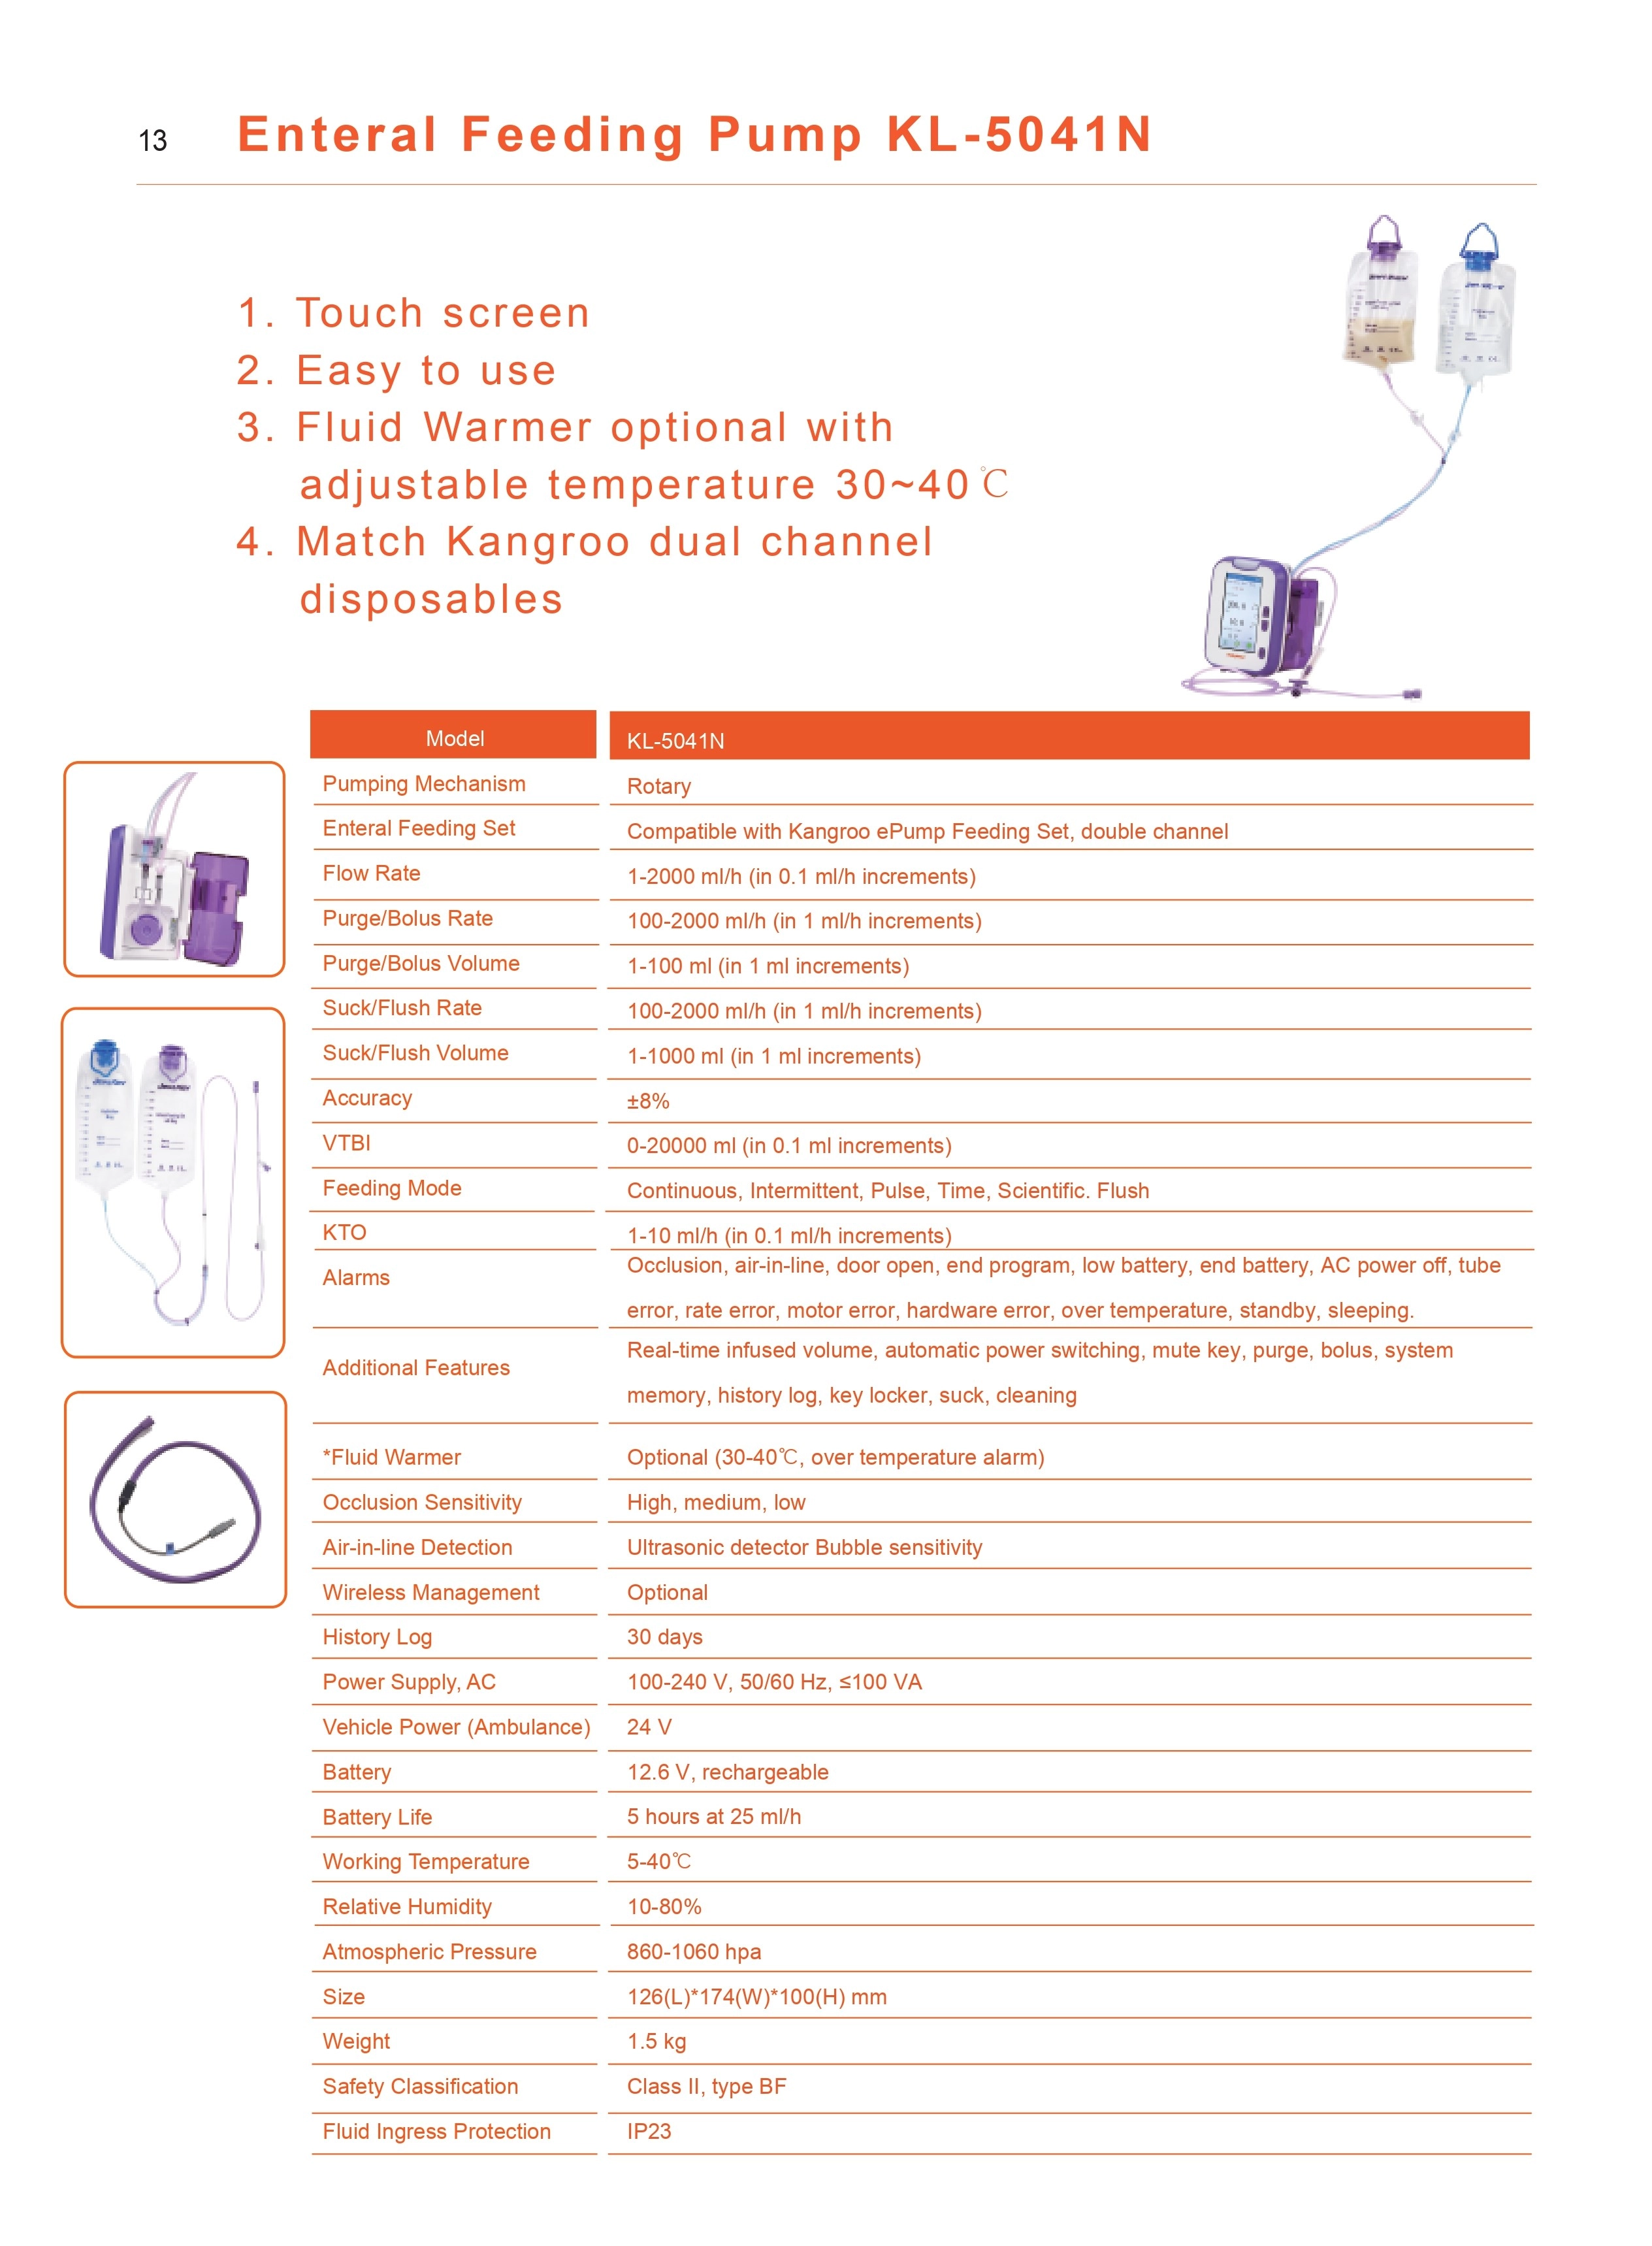 13
Enteral Feeding Pump KL-5041N
1. Touch screen
2. Easy to use
3. Fluid Warmer optional with
adjustable temperature 30~40℃
4. Match Kangroo dual channel
disposables
Model KL-5041N
Pumping Mechanism Rotary
Enteral Feeding Set Compatible with Kangroo ePump Feeding Set, double channel
Flow Rate 1-2000 ml/h (in 0.1 ml/h increments)
Purge/Bolus Rate 100-2000 ml/h (in 1 ml/h increments)
Purge/Bolus Volume 1-100 ml (in 1 ml increments)
Suck/Flush Rate 100-2000 ml/h (in 1 ml/h increments)
Suck/Flush Volume 1-1000 ml (in 1 ml increments)
Accuracy ±8%
VTBI 0-20000 ml (in 0.1 ml increments)
Feeding Mode Continuous, Intermittent, Pulse, Time, Scientific. Flush
KTO 1-10 ml/h (in 0.1 ml/h increments)
Alarms Occlusion, air-in-line, door open, end program, low battery, end battery, AC power off, tube
error, rate error, motor error, hardware error, over temperature, standby, sleeping.
Additional Features Real-time infused volume, automatic power switching, mute key, purge, bolus, system
memory, history log, key locker, suck, cleaning
*Fluid Warmer Optional (30-40℃, over temperature alarm)
Occlusion Sensitivity High, medium, low
Air-in-line Detection Ultrasonic detector Bubble sensitivity
Wireless Management Optional
History Log 30 days
Power Supply, AC 100-240 V, 50/60 Hz, ≤100 VA
Vehicle Power (Ambulance) 24 V
Battery 12.6 V, rechargeable
Battery Life 5 hours at 25 ml/h
Working Temperature 5-40℃
Relative Humidity 10-80%
Atmospheric Pressure 860-1060 hpa
Size 126(L)*174(W)*100(H) mm
Weight 1.5 kg
Safety Classification Class II, type BF
Fluid Ingress Protection IP23